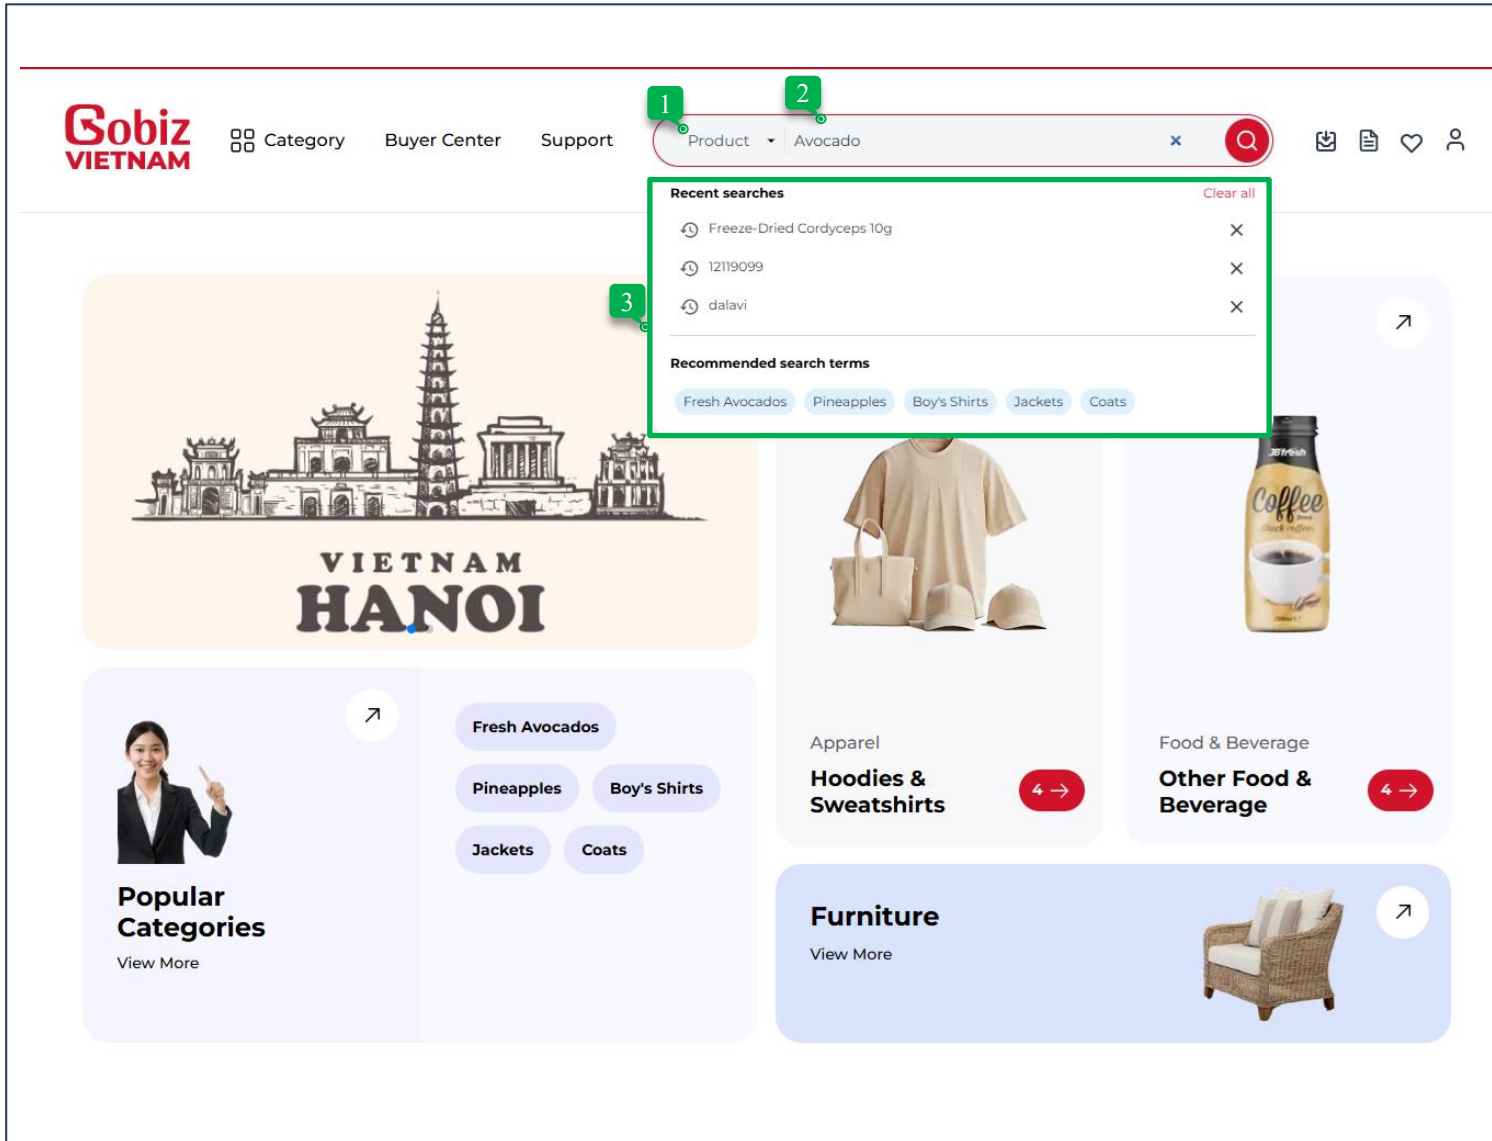 Gobiz
VIETNAM
Category
Buyer Center
Support
1
Product
2
Avocado
Recent searches
Clear all
Freeze-Dried Cordyceps 10g
12119099
dalavi
3
Recommended search terms
Fresh Avocados
Pineapples
Boy's Shirts
Jackets
Coats
VIETNAM
HANOI
JBfresh
Coffee
Black coffee
Popular
Categories
View More
Fresh Avocados
Pineapples
Boy's Shirts
Jackets
Coats
Apparel
Hoodies &
Sweatshirts
4
Food & Beverage
Other Food &
Beverage
4
Furniture
View More